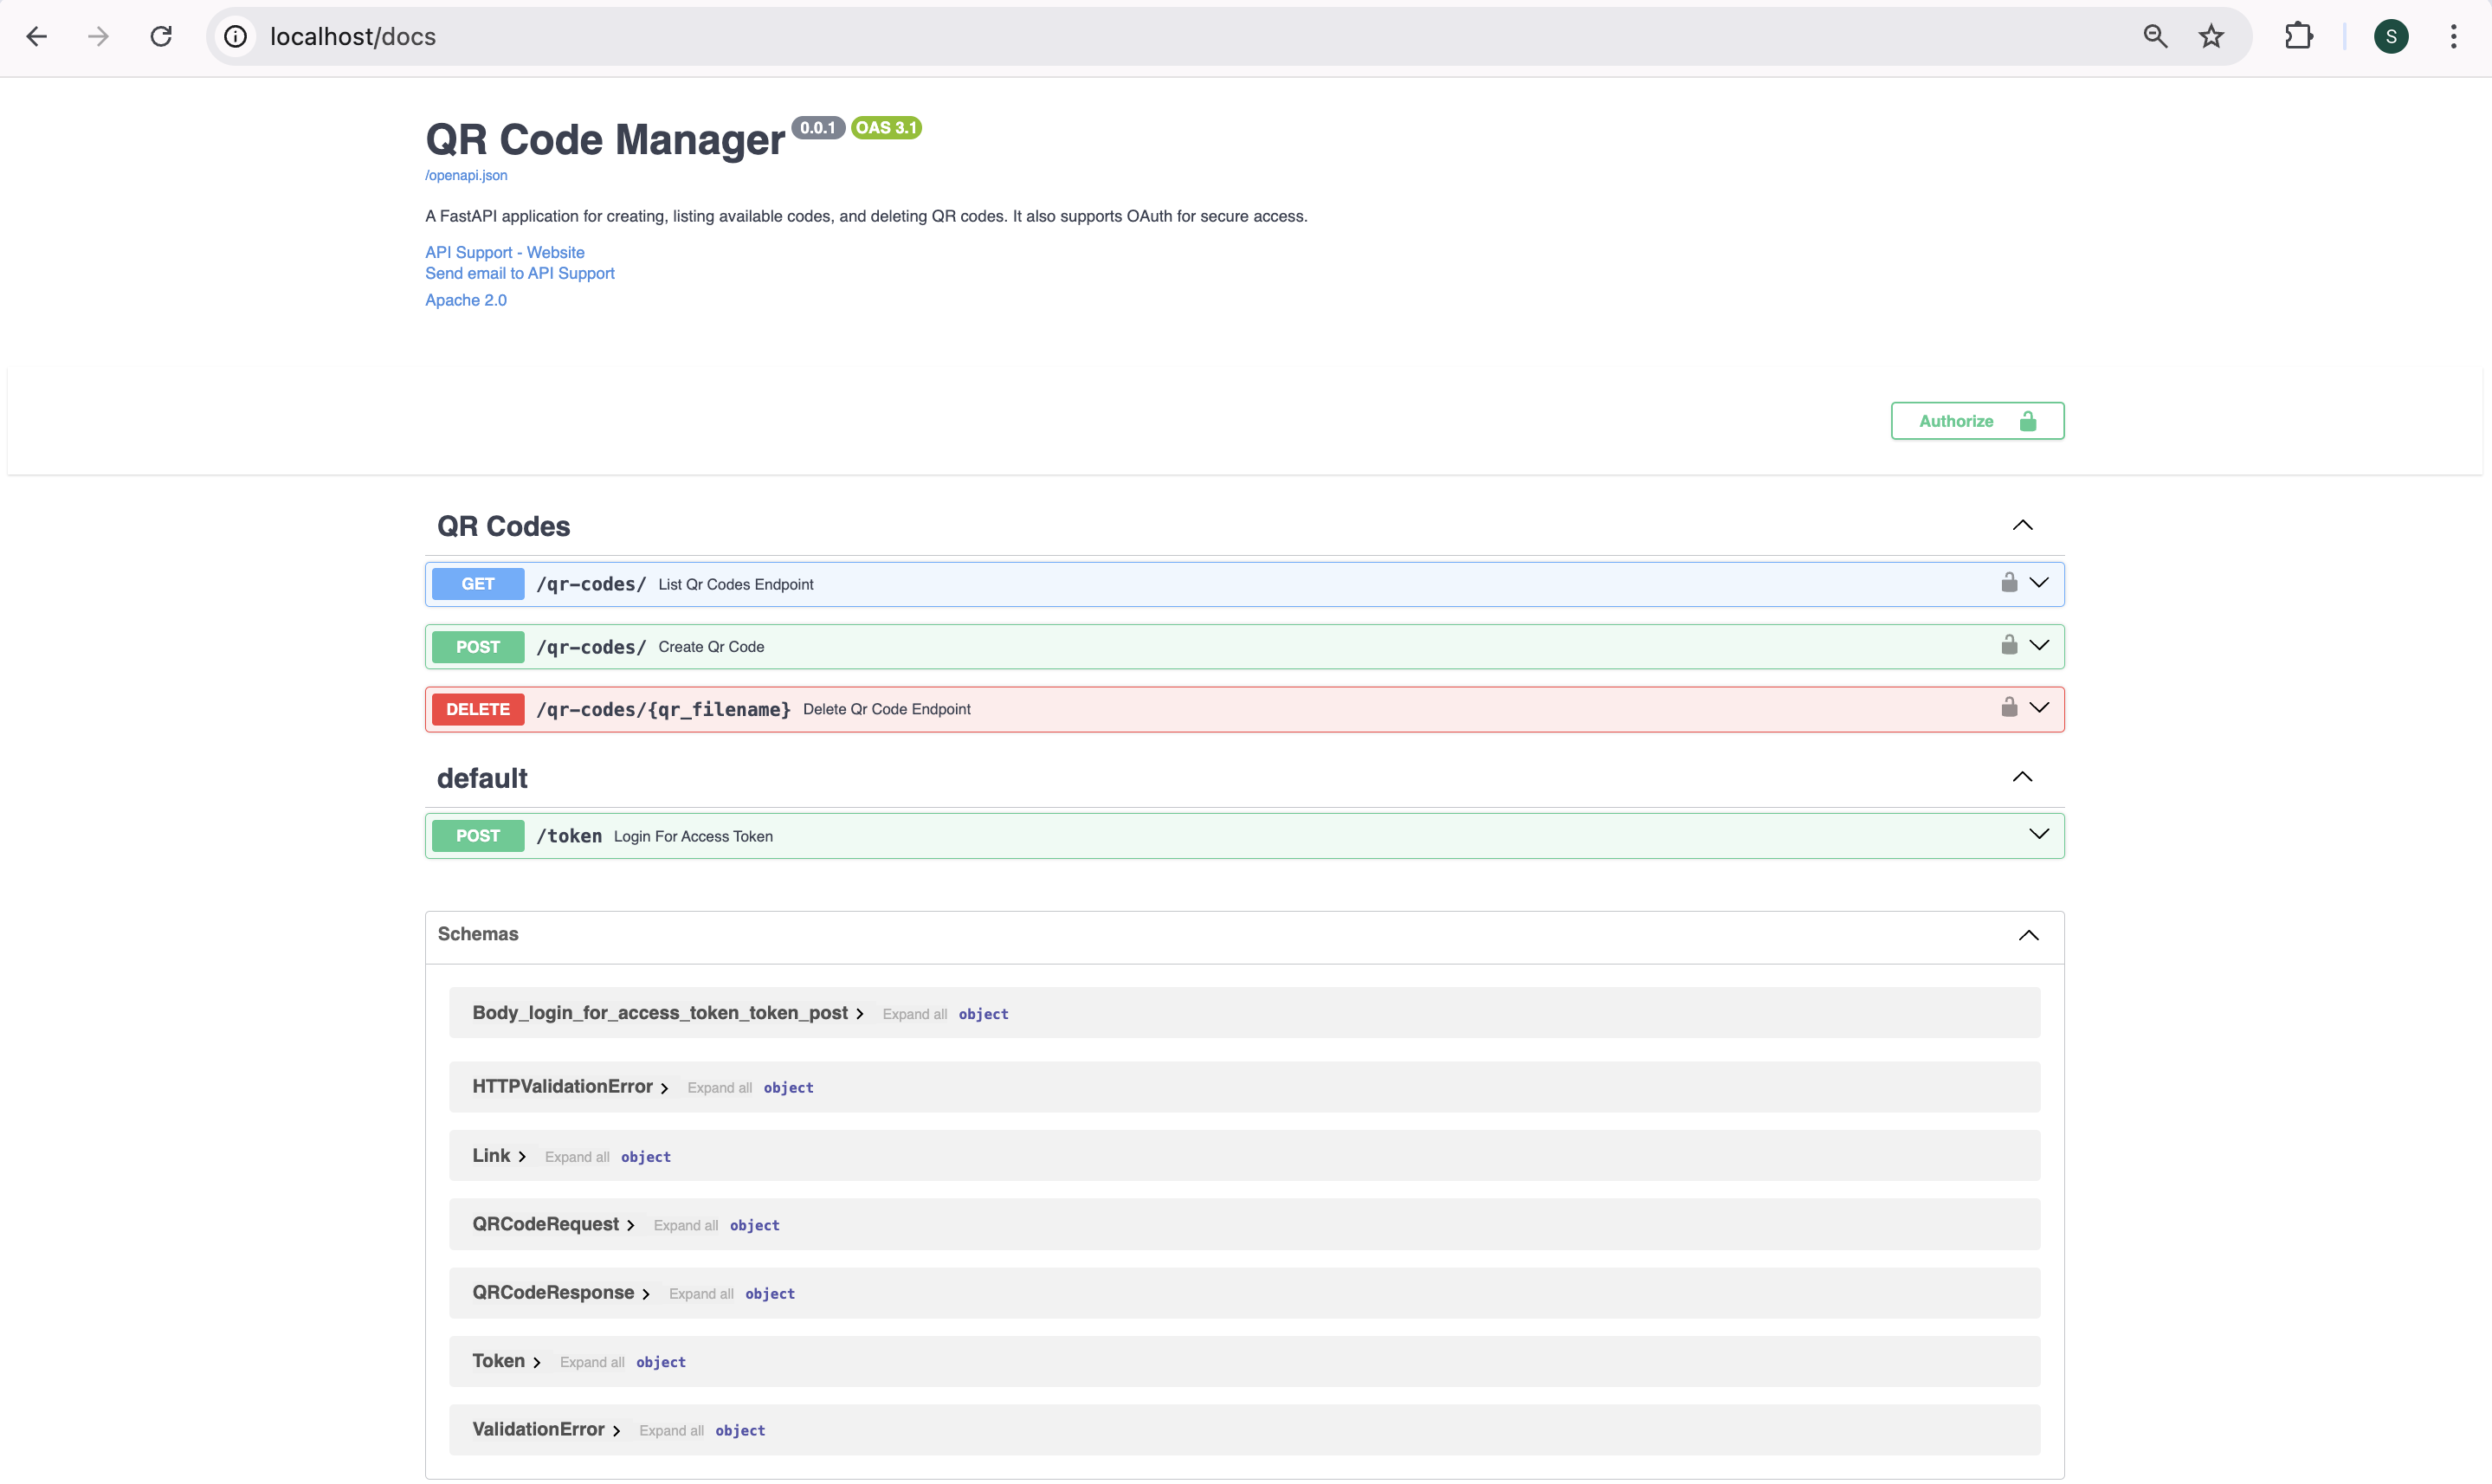 localhost/docs
S
QR Code Manager 0.0.1 OAS 3.1
/openapi.json
A FastAPI application for creating, listing available codes, and deleting QR codes. It also supports OAuth for secure access.
API Support - Website
Send email to API Support
Apache 2.0
Authorize
QR Codes
GET /qr-codes/ List Qr Codes Endpoint
POST /qr-codes/ Create Qr Code
DELETE /qr-codes/{qr_filename} Delete Qr Code Endpoint
default
POST /token Login For Access Token
Schemas
Body_login_for_access_token_token_post Expand all object
HTTPValidationError Expand all object
Link Expand all object
QRCodeRequest Expand all object
QRCodeResponse Expand all object
Token Expand all object
ValidationError Expand all object